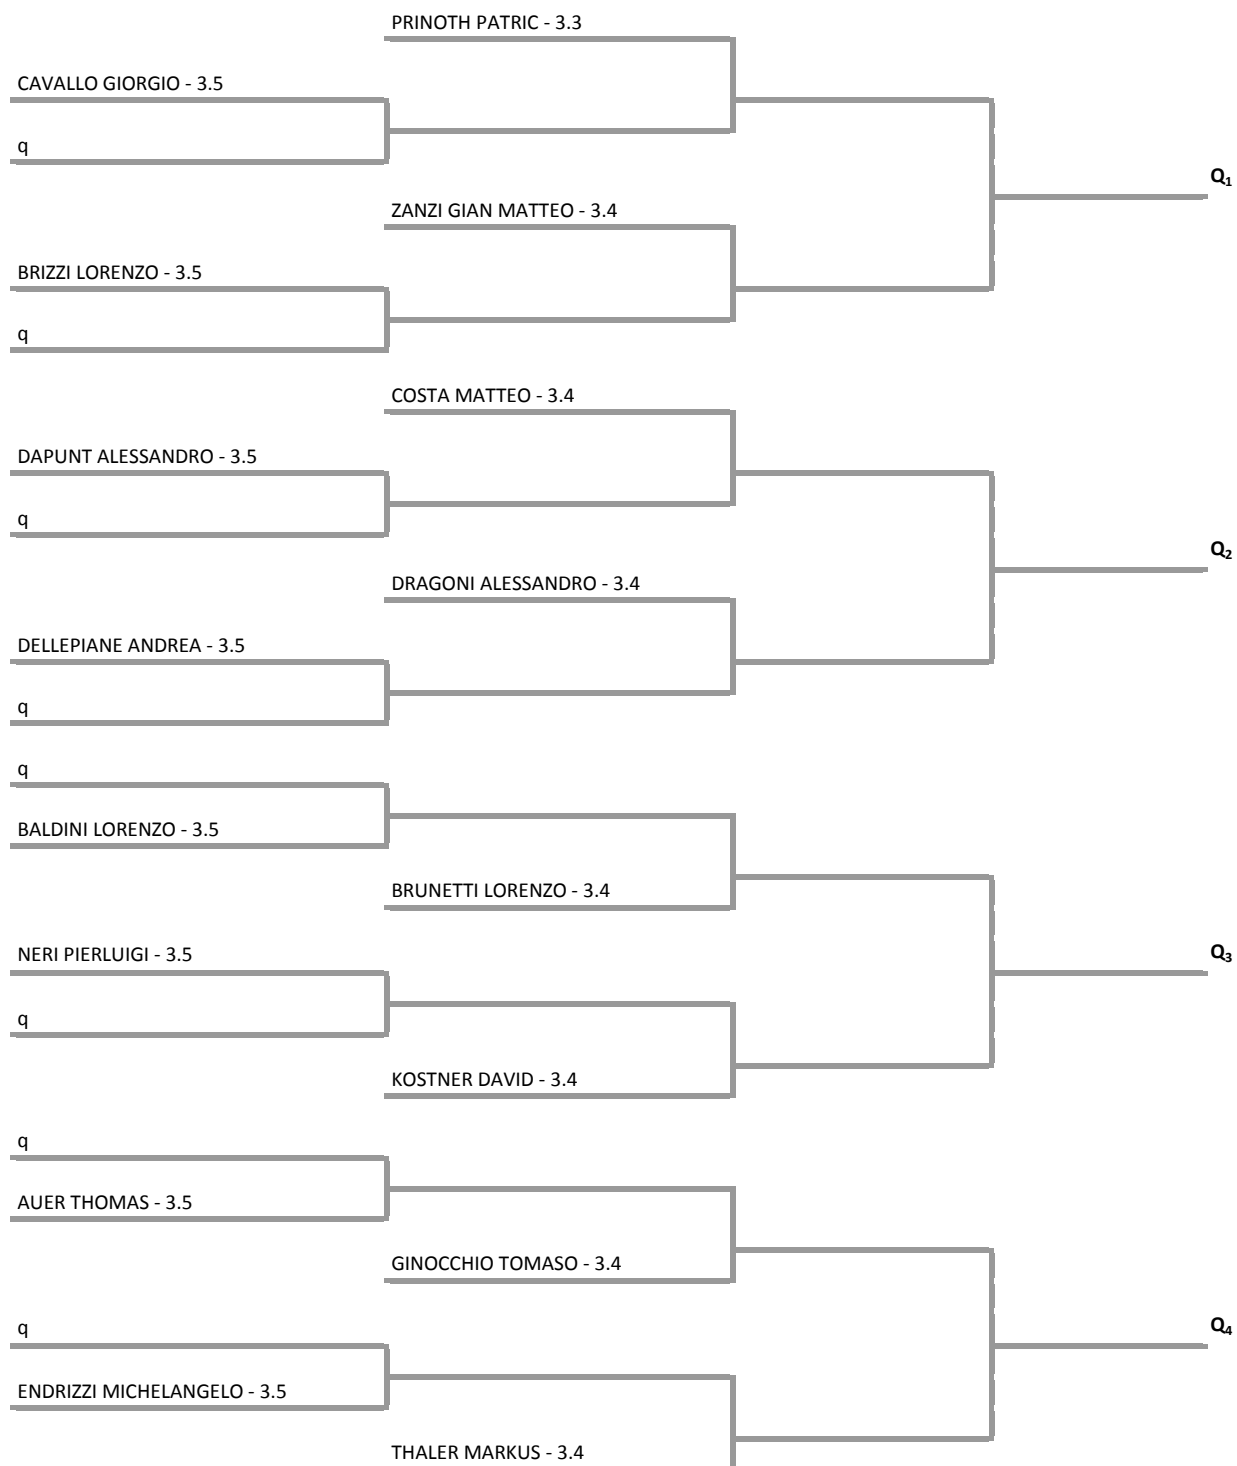 PRINOTH PATRIC - 3.3
CAVALLO GIORGIO - 3.5
q
Q₁
ZANZI GIAN MATTEO - 3.4
BRIZZI LORENZO - 3.5
q
COSTA MATTEO - 3.4
DAPUNT ALESSANDRO - 3.5
q
Q₂
DRAGONI ALESSANDRO - 3.4
DELLEPIANE ANDREA - 3.5
q
q
BALDINI LORENZO - 3.5
BRUNETTI LORENZO - 3.4
NERI PIERLUIGI - 3.5
Q₃
q
KOSTNER DAVID - 3.4
q
AUER THOMAS - 3.5
GINOCCHIO TOMASO - 3.4
q
Q₄
ENDRIZZI MICHELANGELO - 3.5
THALER MARKUS - 3.4